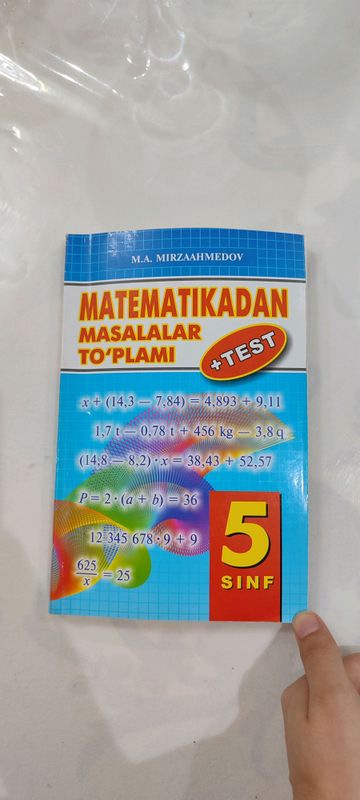 M.A. MIRZAAHMEDOV
MATEMATIKADAN
MASALALAR
TO'PLAMI
+TEST
x + (14,3 — 7,84) = 4,893 + 9,11
1,7 t — 0,78 t + 456 kg — 3,8 q
(14,8 — 8,2) · x = 38,43 + 52,57
P = 2 · (a + b) = 36
12 345 678 · 9 + 9
625/x = 25
5
SINF